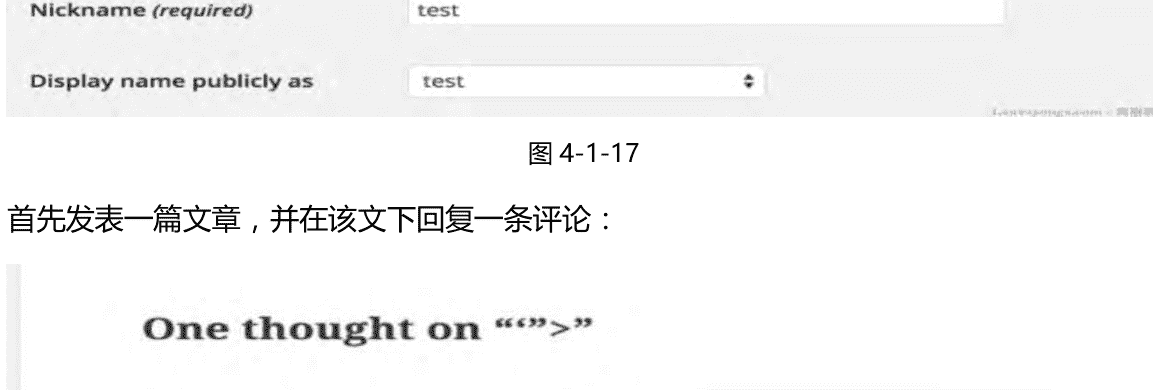 Nickname (required) test
Display name publicly as test
图 4-1-17
首先发表一篇文章，并在该文下回复一条评论：
One thought on “‘”>”